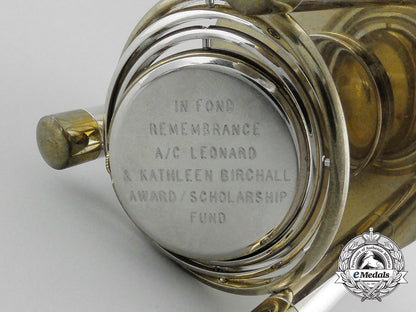 IN FOND
REMEMBRANCE
A/C LEONARD
& KATHLEEN BIRCHALL
AWARD/SCHOLARSHIP
FUND
eMedals